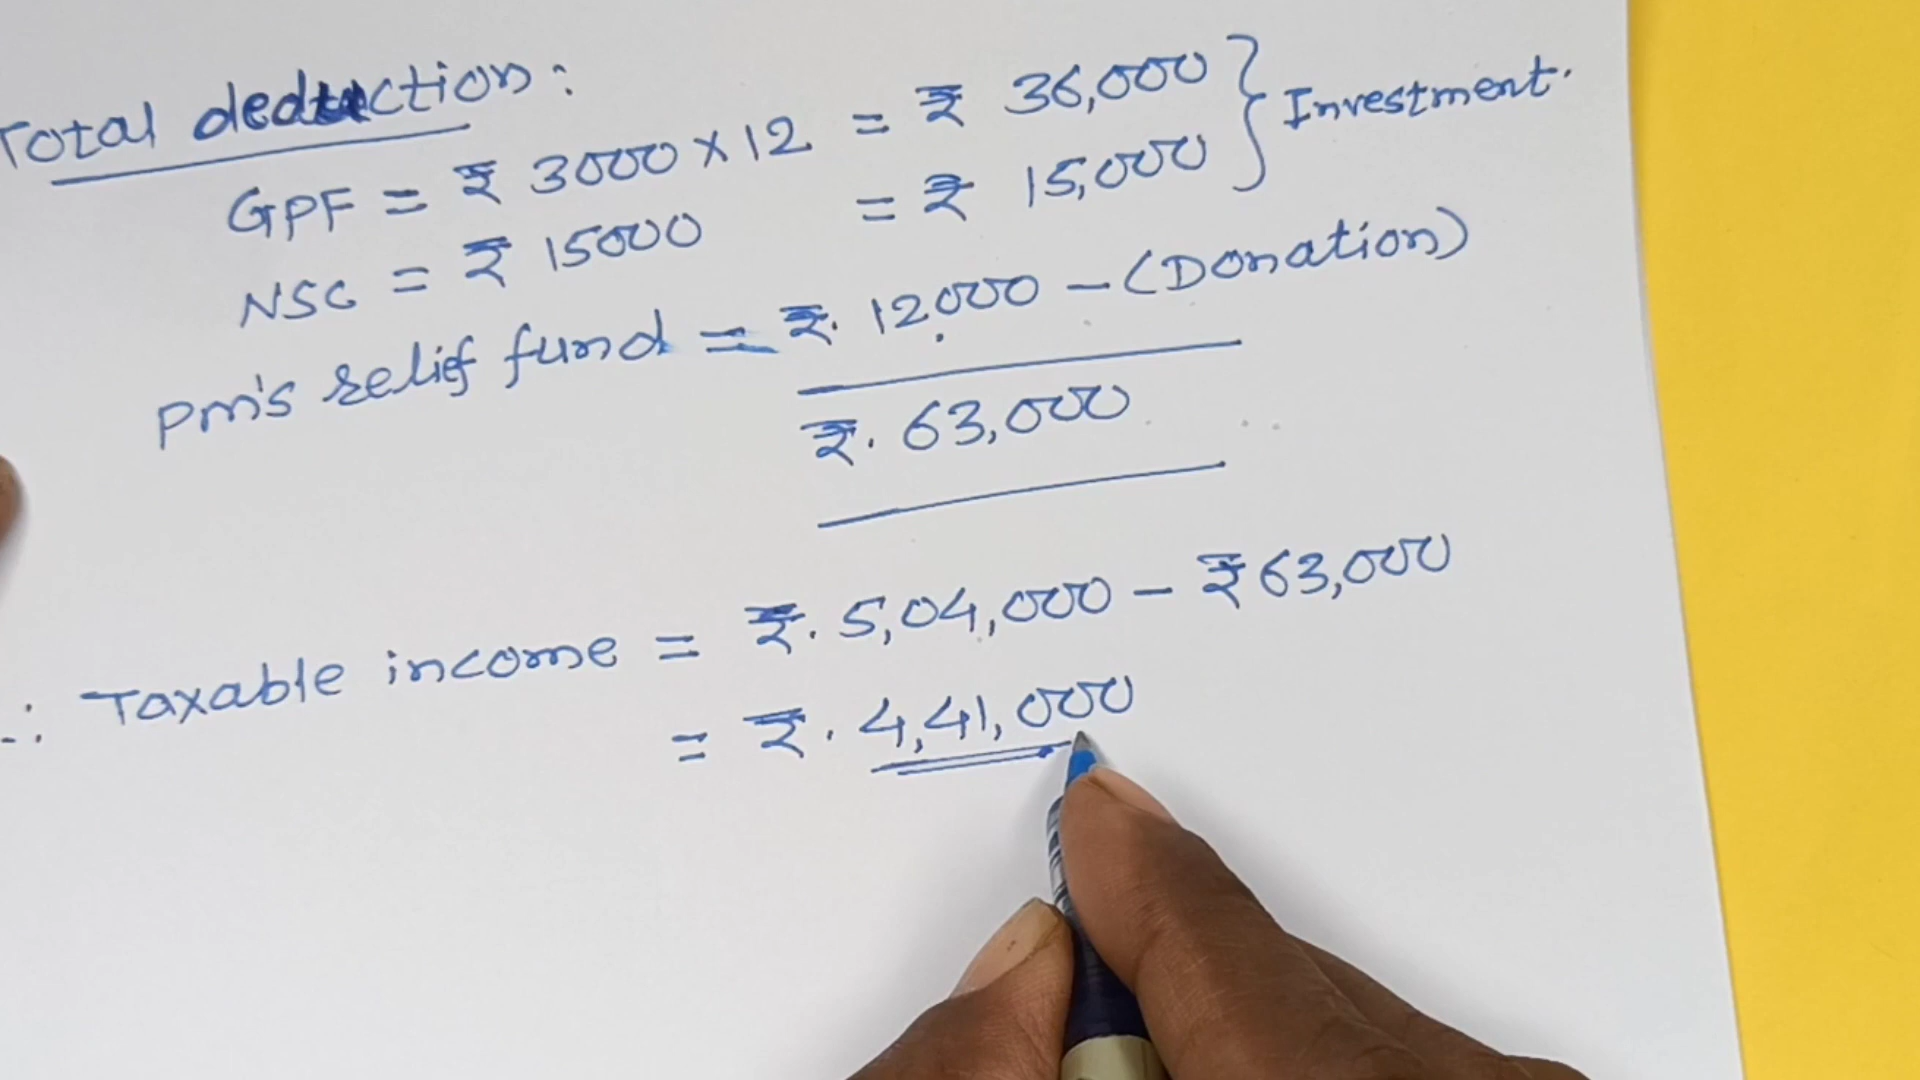 Total deduction:
GPF = ₹ 3000 x 12 = ₹ 36,000 } Investment.
NSC = ₹ 15000 = ₹ 15,000
PM's relief fund = ₹. 12,000 - (Donation)
₹. 63,000
∴ Taxable income = ₹. 5,04,000 - ₹ 63,000
= ₹. 4,41,000